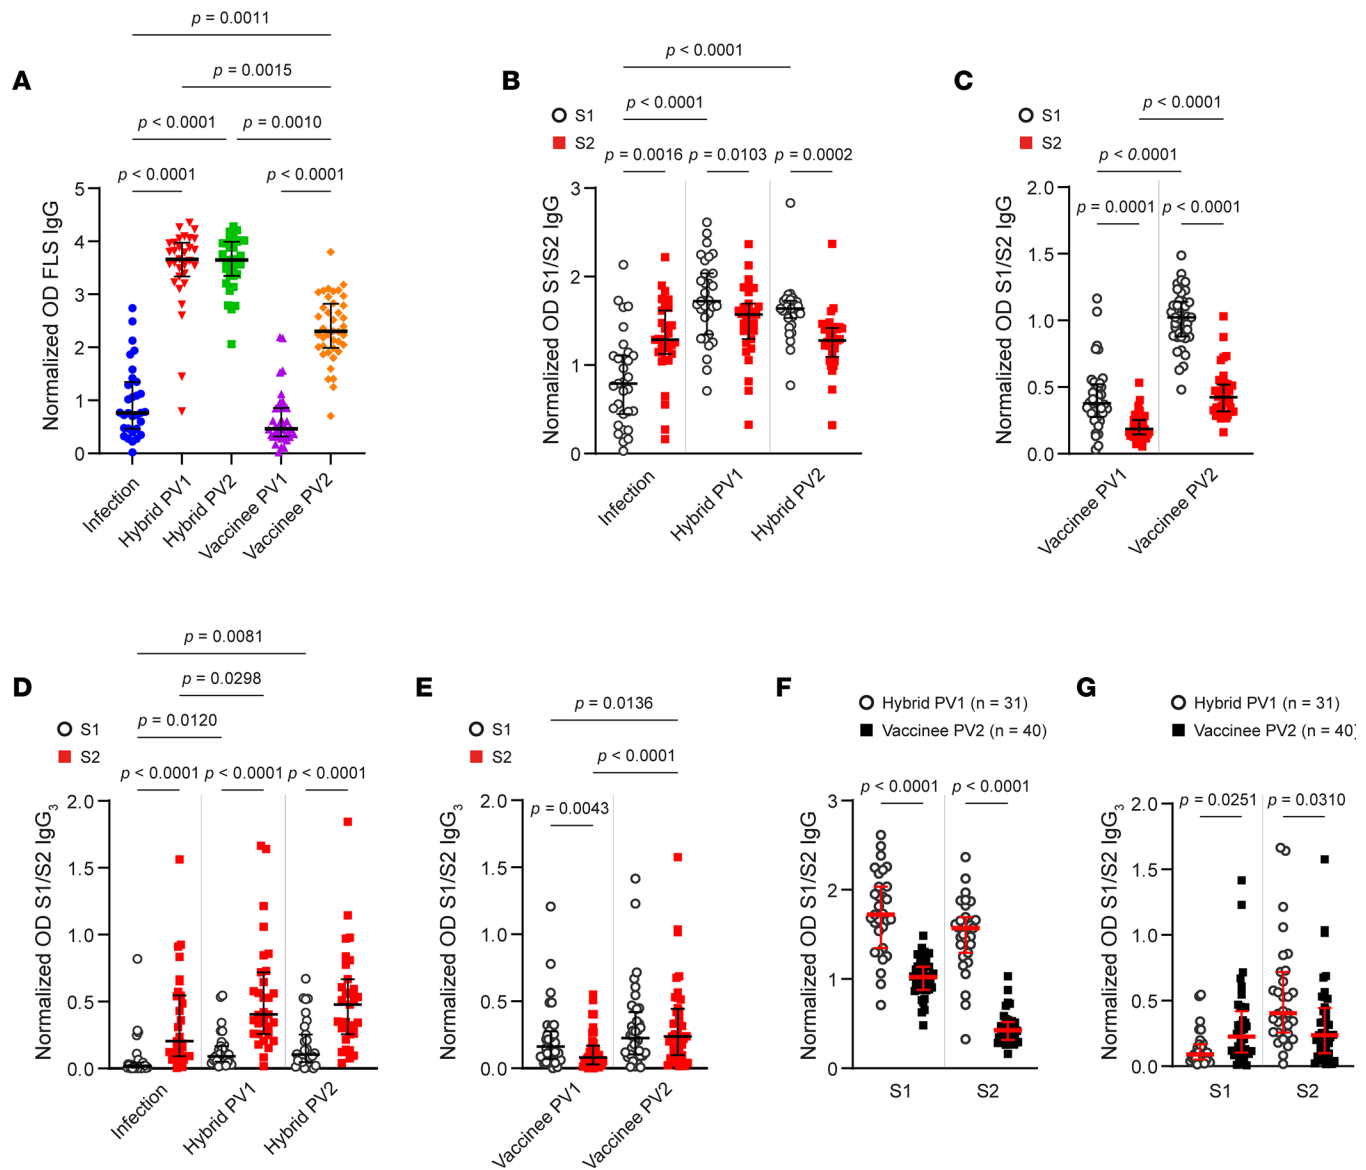 p = 0.0011
p = 0.0015
p < 0.0001
p = 0.0010
p < 0.0001
p < 0.0001
A
Normalized OD FLS IgG
5
4
3
2
1
0
Infection
Hybrid PV1
Hybrid PV2
Vaccinee PV1
Vaccinee PV2
p < 0.0001
B
p < 0.0001
S1
S2
p = 0.0016
p = 0.0103
p = 0.0002
Normalized OD S1/S2 IgG
3
2
1
0
Infection
Hybrid PV1
Hybrid PV2
C
p < 0.0001
S1
S2
p < 0.0001
p = 0.0001
p < 0.0001
Normalized OD S1/S2 IgG
2.0
1.5
1.0
0.5
0.0
Vaccinee PV1
Vaccinee PV2
p = 0.0081
D
p = 0.0298
p = 0.0120
S1
S2
p < 0.0001
p < 0.0001
p < 0.0001
Normalized OD S1/S2 IgG3
2.0
1.5
1.0
0.5
0.0
Infection
Hybrid PV1
Hybrid PV2
E
p = 0.0136
S1
S2
p < 0.0001
p = 0.0043
Normalized OD S1/S2 IgG3
2.0
1.5
1.0
0.5
0.0
Vaccinee PV1
Vaccinee PV2
F
Hybrid PV1 (n = 31)
Vaccinee PV2 (n = 40)
p < 0.0001
p < 0.0001
Normalized OD S1/S2 IgG
3
2
1
0
S1
S2
G
Hybrid PV1 (n = 31)
Vaccinee PV2 (n = 40)
p = 0.0251
p = 0.0310
Normalized OD S1/S2 IgG3
2.0
1.5
1.0
0.5
0.0
S1
S2